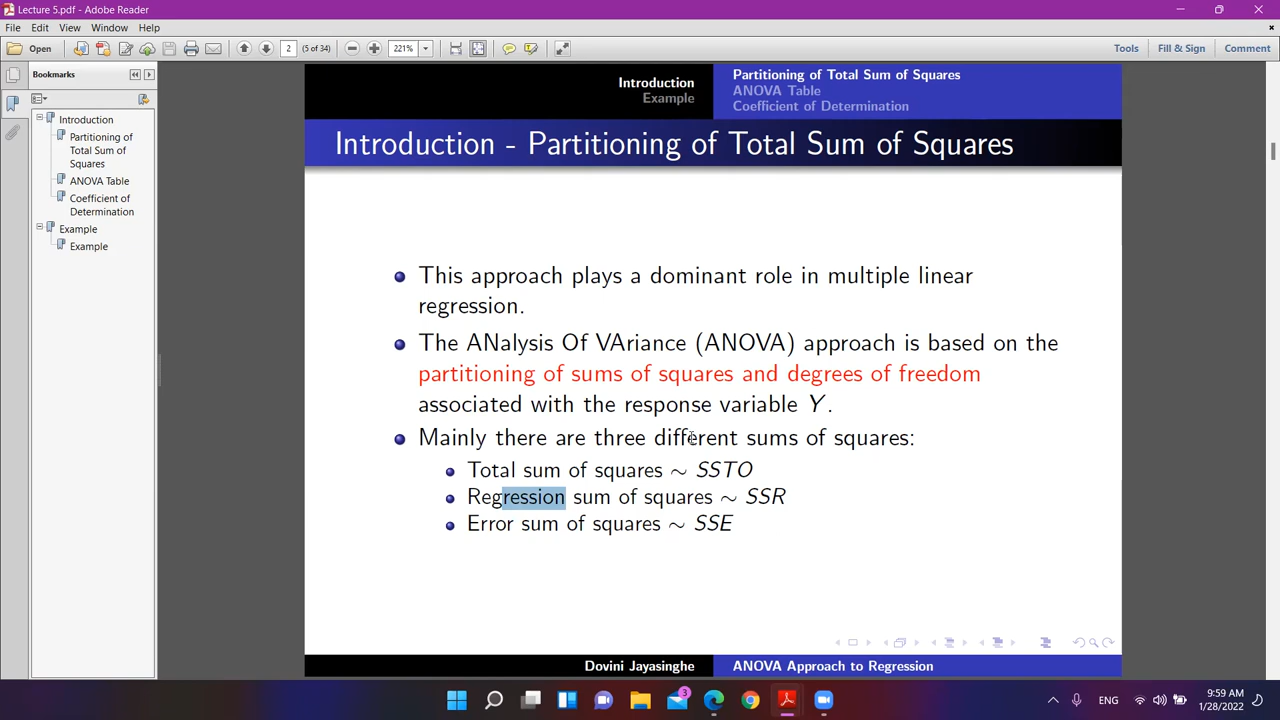 Lecture 5.pdf - Adobe Reader
File Edit View Window Help
Open 2 (5 of 34) 221% Tools Fill & Sign Comment
Bookmarks
Introduction
Partitioning of
Total Sum of
Squares
ANOVA Table
Coefficient of
Determination
Example
Example
Introduction
Example
Partitioning of Total Sum of Squares
ANOVA Table
Coefficient of Determination
Introduction - Partitioning of Total Sum of Squares
This approach plays a dominant role in multiple linear
regression.
The ANalysis Of VAriance (ANOVA) approach is based on the
partitioning of sums of squares and degrees of freedom
associated with the response variable Y.
Mainly there are three different sums of squares:
Total sum of squares ~ SSTO
Regression sum of squares ~ SSR
Error sum of squares ~ SSE
Dovini Jayasinghe ANOVA Approach to Regression
3
ENG
9:59 AM
1/28/2022